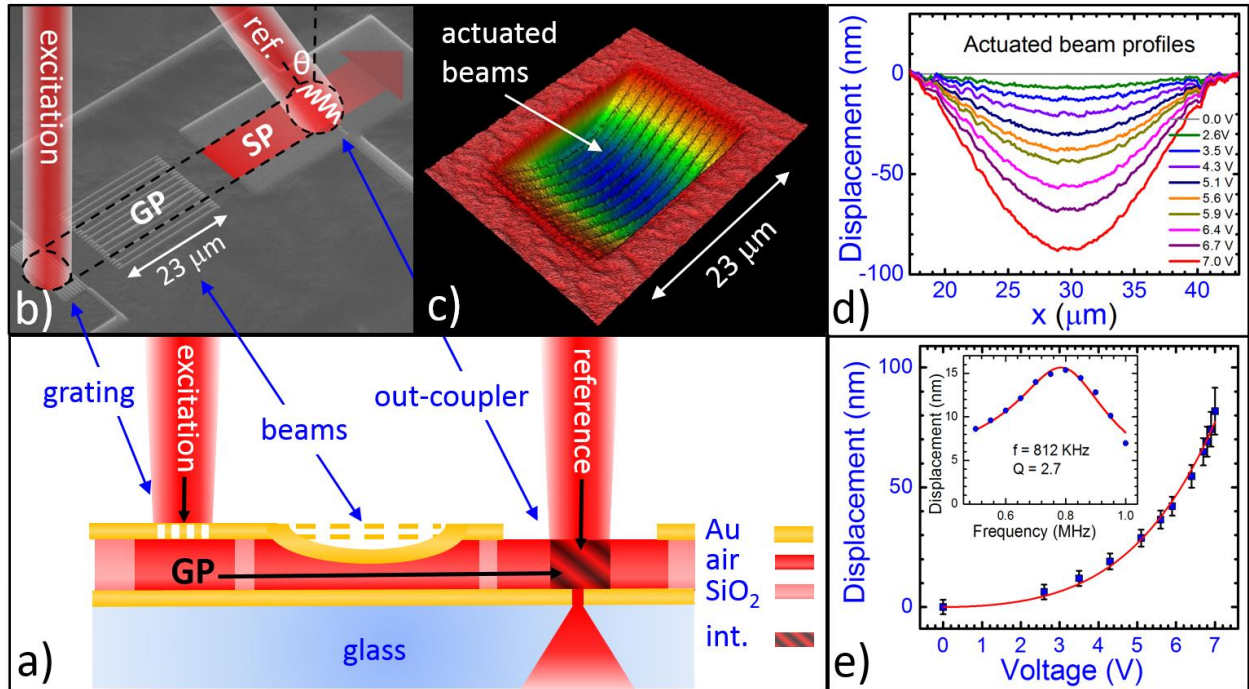 b)
excitation
ref.
θ
SP
GP
23 μm
c)
actuated
beams
23 μm
d)
Displacement (nm)
Actuated beam profiles
0
-50
-100
0.0 V
2.6V
3.5 V
4.3 V
5.1 V
5.6 V
5.9 V
6.4 V
6.7 V
7.0 V
20 25 30 35 40
x (μm)
a)
grating
excitation
beams
out-coupler
reference
GP
glass
Au
air
SiO2
int.
e)
Displacement (nm)
100
50
0
0 1 2 3 4 5 6 7
Voltage (V)
Displacement (nm)
15
10
5
0
f = 812 KHz
Q = 2.7
0.6 0.8 1.0
Frequency (MHz)